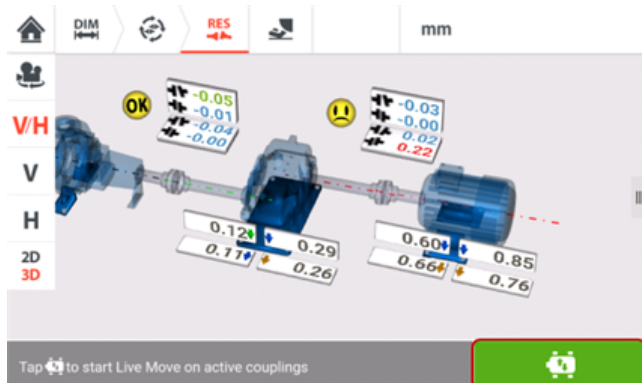 DIM
RES
mm
V/H
V
H
2D
3D
OK
-0.05
-0.01
-0.04
-0.00
-0.03
-0.00
0.02
0.22
0.12
0.29
0.11
0.26
0.60
0.85
0.66
0.76
Tap to start Live Move on active couplings